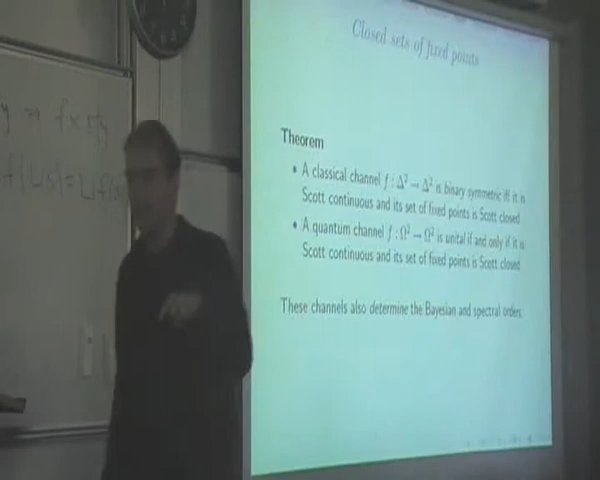 Closed sets of fixed points
Theorem
• A classical channel f : Δ² → Δ² is binary symmetric iff it is
Scott continuous and its set of fixed points is Scott closed
• A quantum channel f : Ω² → Ω² is unital if and only if it is
Scott continuous and its set of fixed points is Scott closed
These channels also determine the Bayesian and spectral orders.
y ⇒ fx ⊑ fy
f(⊔s)=⊔f(s)